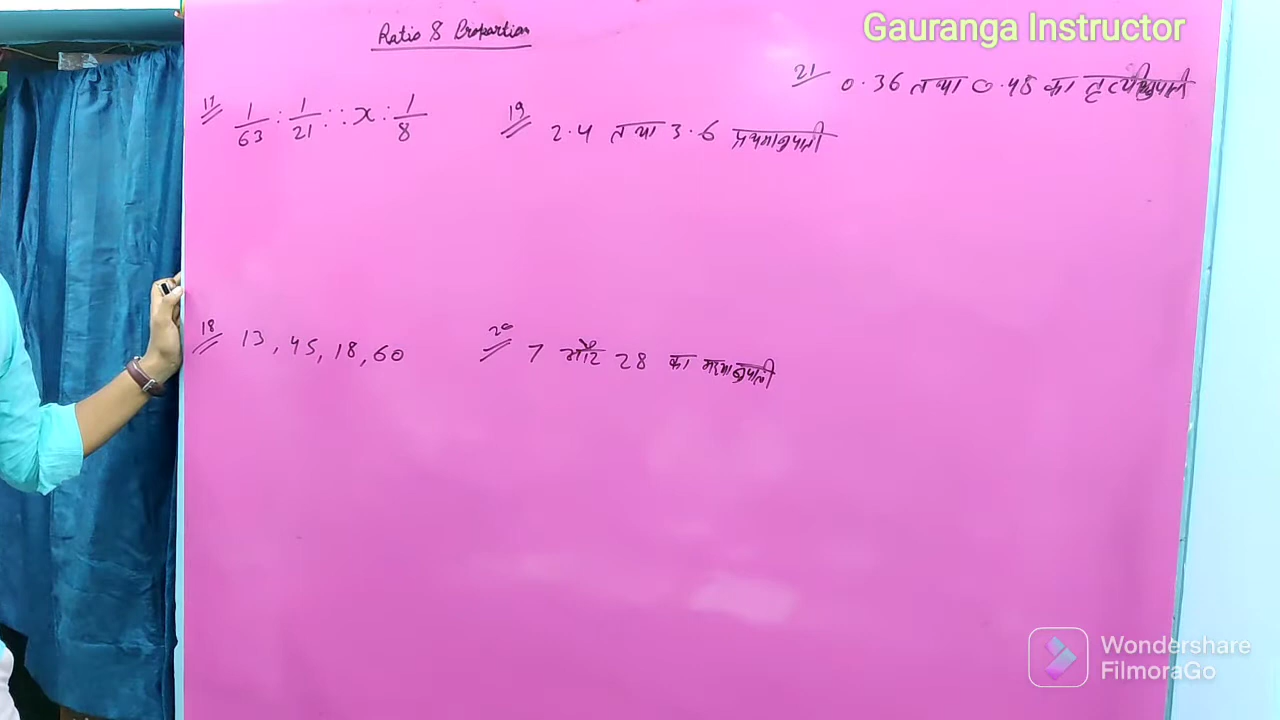 Gauranga Instructor
Ratio & Proportion
17 1/63 : 1/21 :: x : 1/8
18 13, 45, 18, 60
19 2.4 तथा 3.6 प्रथमानुपाती
20 7 और 28 का मध्यानुपाती
21 0.36 तथा 0.48 का तृत्यीनुपाती
Wondershare
FilmoraGo